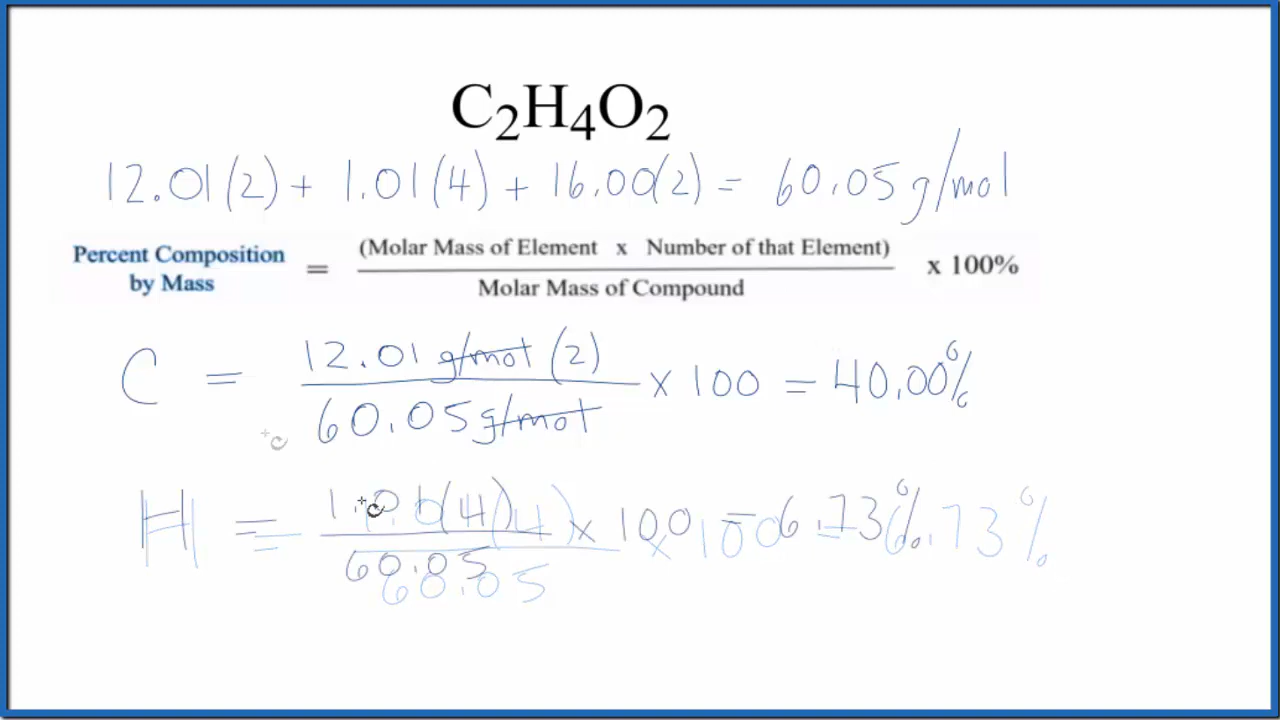 C₂H₄O₂
12.01(2) + 1.01(4) + 16.00(2) = 60.05 g/mol
Percent Composition by Mass = (Molar Mass of Element x Number of that Element) / Molar Mass of Compound x 100%
C = 12.01 g/mol (2) / 60.05 g/mol x 100 = 40.00%
H = 1.01(4) / 60.05 x 100 = 6.73%